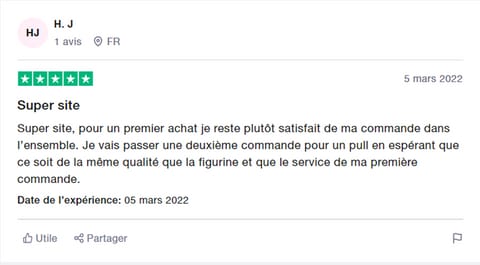 HJ
H. J
1 avis FR
5 mars 2022
Super site
Super site, pour un premier achat je reste plutôt satisfait de ma commande dans
l'ensemble. Je vais passer une deuxième commande pour un pull en espérant que
ce soit de la même qualité que la figurine et que le service de ma première
commande.
Date de l'expérience: 05 mars 2022
Utile Partager